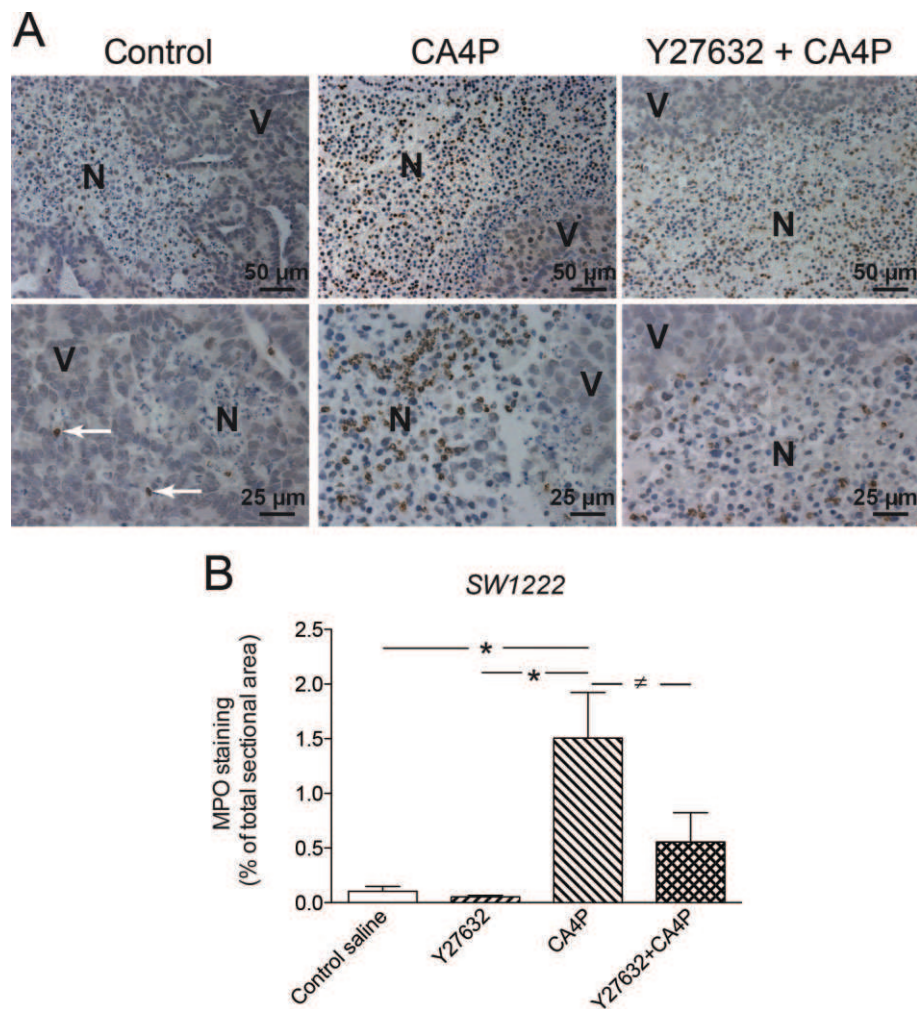 A
Control
CA4P
Y27632 + CA4P
N
V
50 µm
N
V
50 µm
V
N
50 µm
V
N
25 µm
N
V
25 µm
V
N
25 µm
B
SW1222
MPO staining
(% of total sectional area)
2.5
2.0
1.5
1.0
0.5
0.0
*
*
≠
Control saline
Y27632
CA4P
Y27632+CA4P